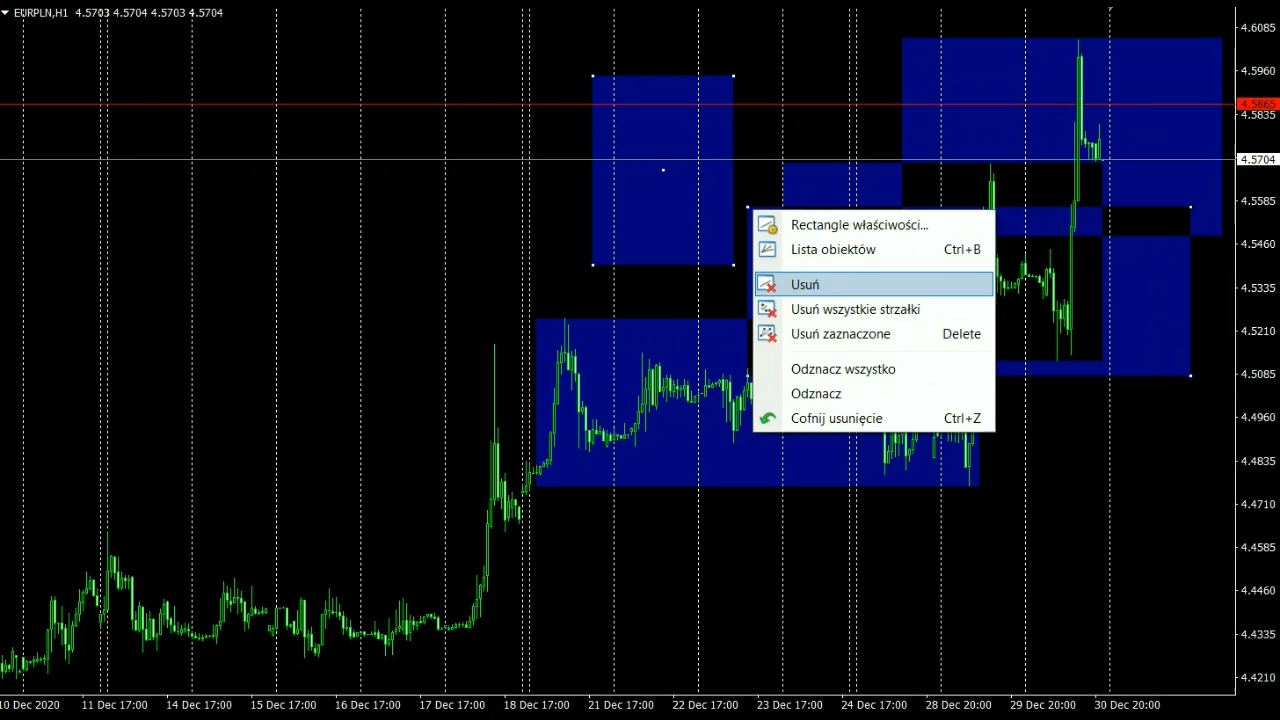 EURPLN,H1 4.5703 4.5704 4.5703 4.5704
4.6085
4.5960
4.5865
4.5835
4.5704
4.5585
4.5460
4.5335
4.5210
4.5085
4.4960
4.4835
4.4710
4.4585
4.4460
4.4335
4.4210
Rectangle właściwości...
Lista obiektów Ctrl+B
Usuń
Usuń wszystkie strzałki
Usuń zaznaczone Delete
Odznacz wszystko
Odznacz
Cofnij usunięcie Ctrl+Z
10 Dec 2020 11 Dec 17:00 14 Dec 17:00 15 Dec 17:00 16 Dec 17:00 17 Dec 17:00 18 Dec 17:00 21 Dec 17:00 22 Dec 17:00 23 Dec 17:00 24 Dec 17:00 28 Dec 20:00 29 Dec 20:00 30 Dec 20:00